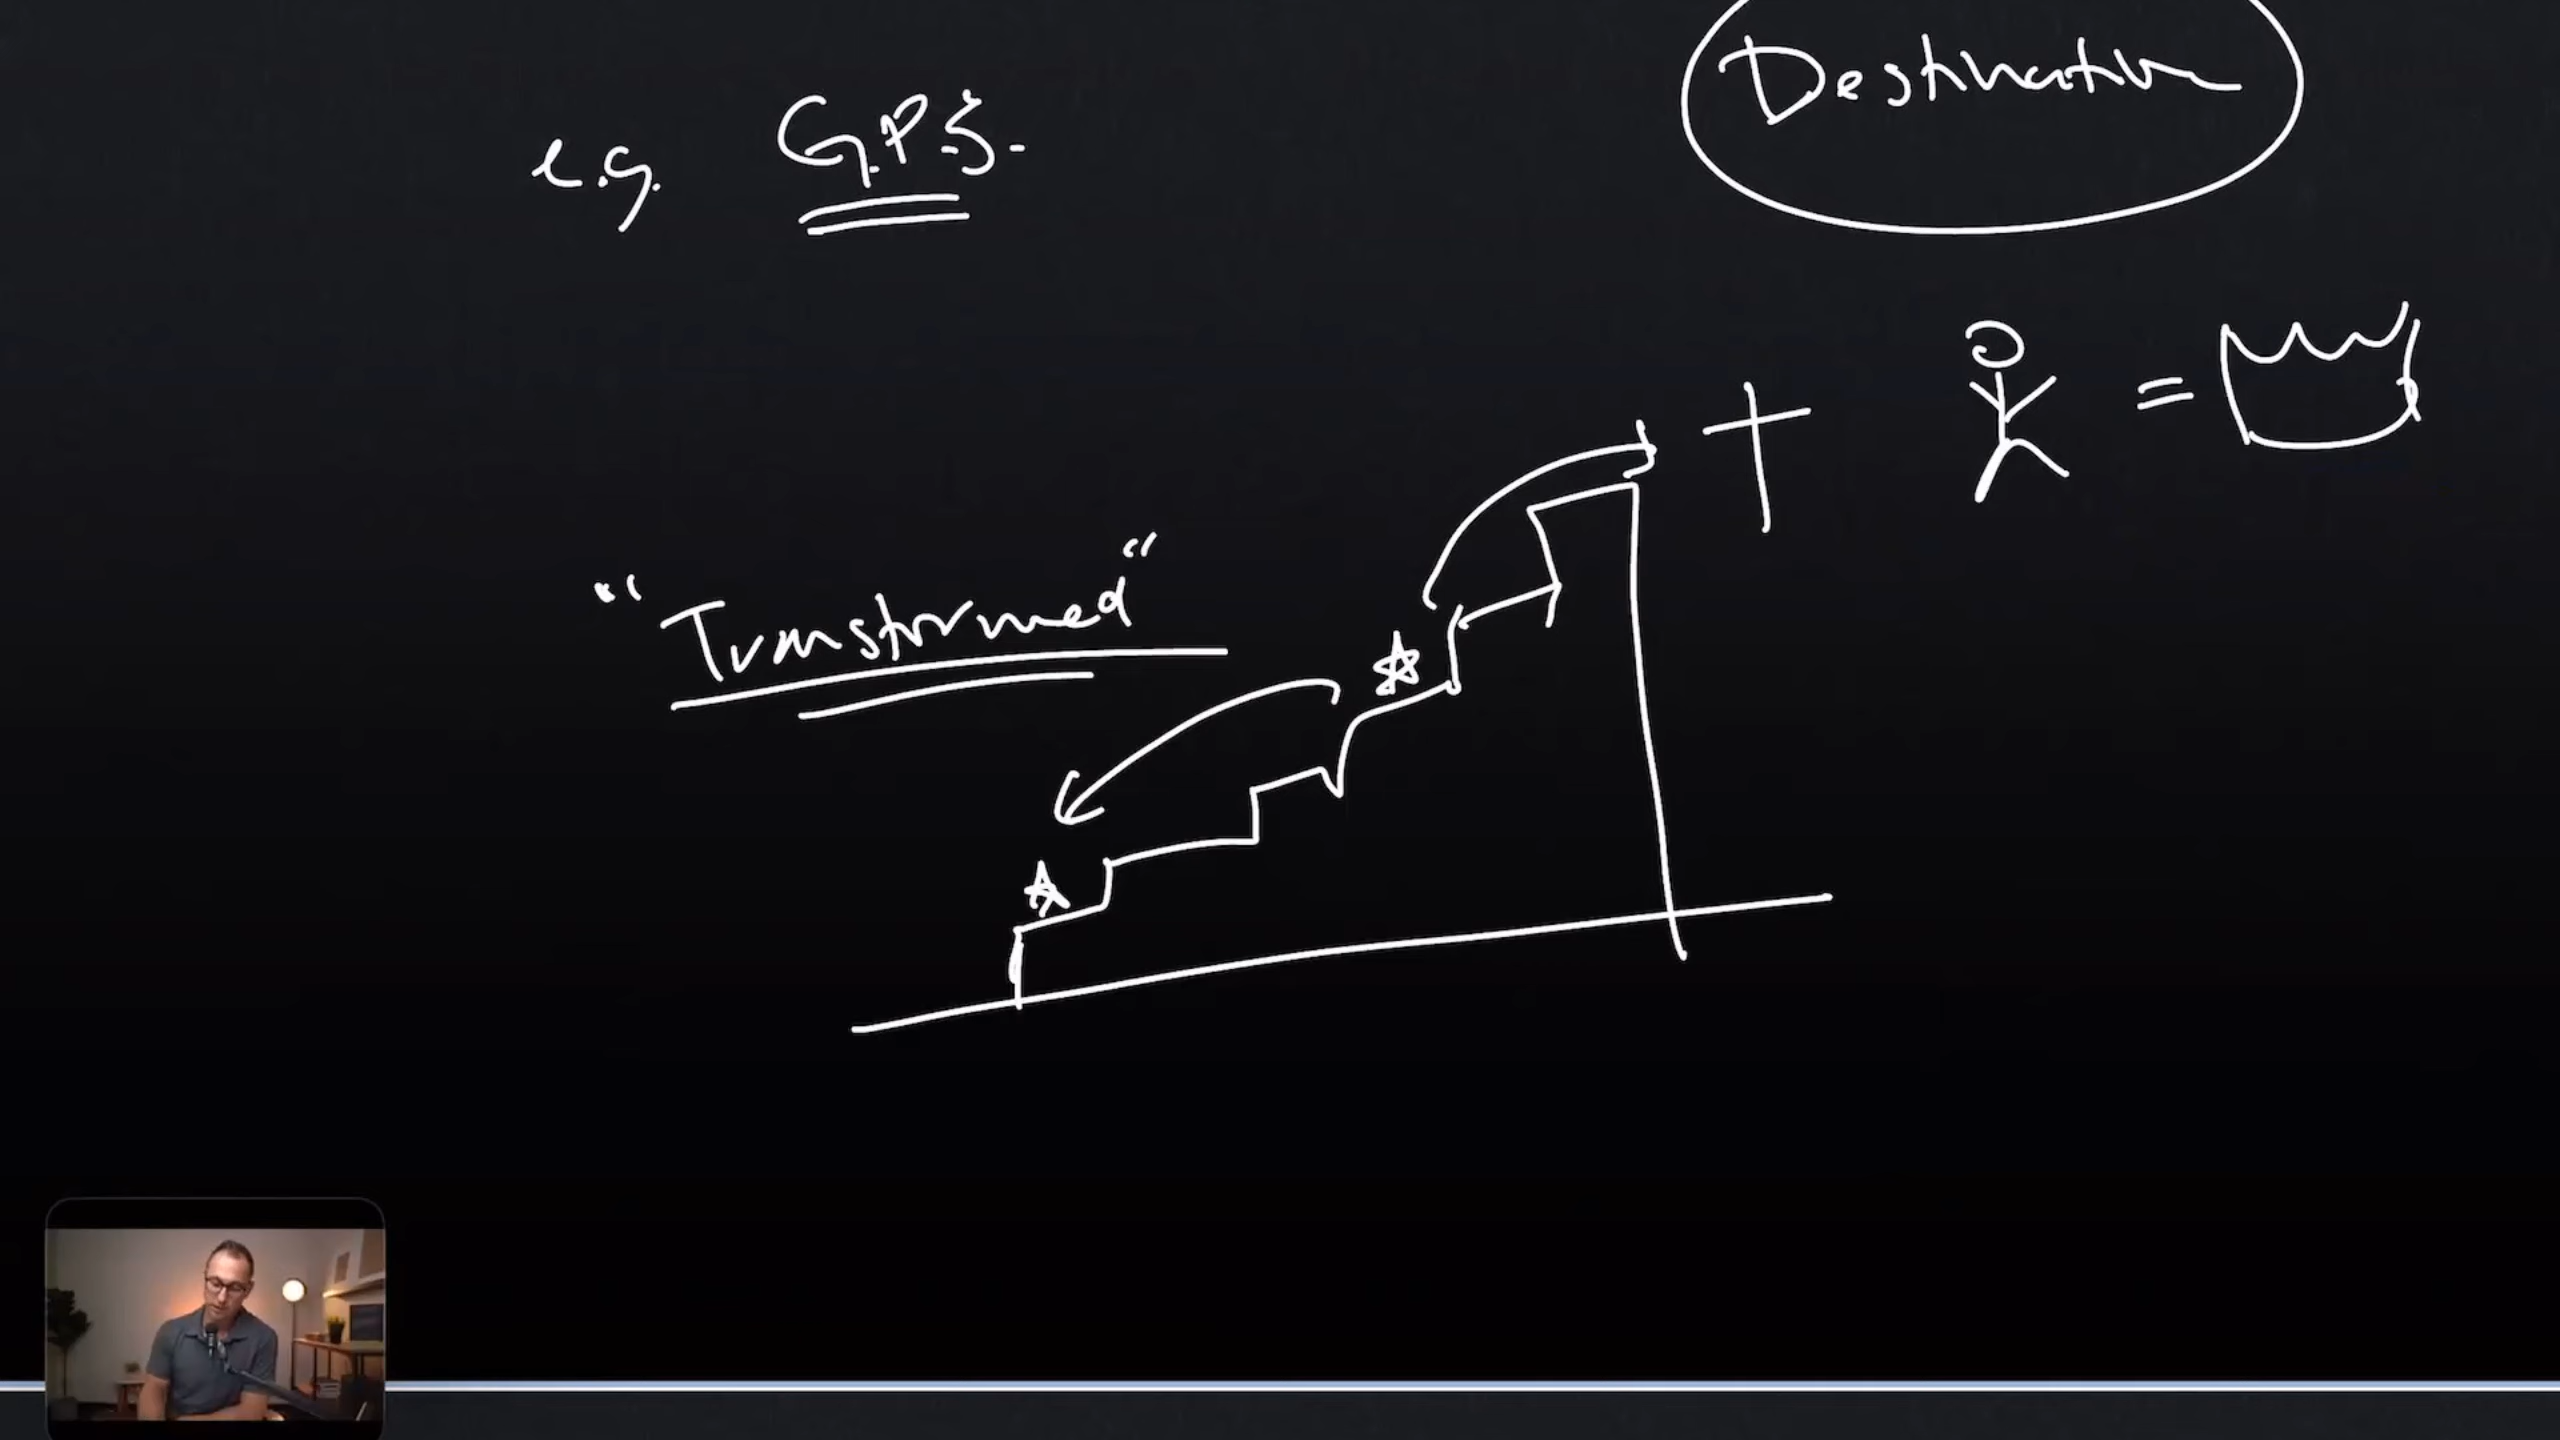 Destination
e.g. G.P.S.
=
"Transformed"